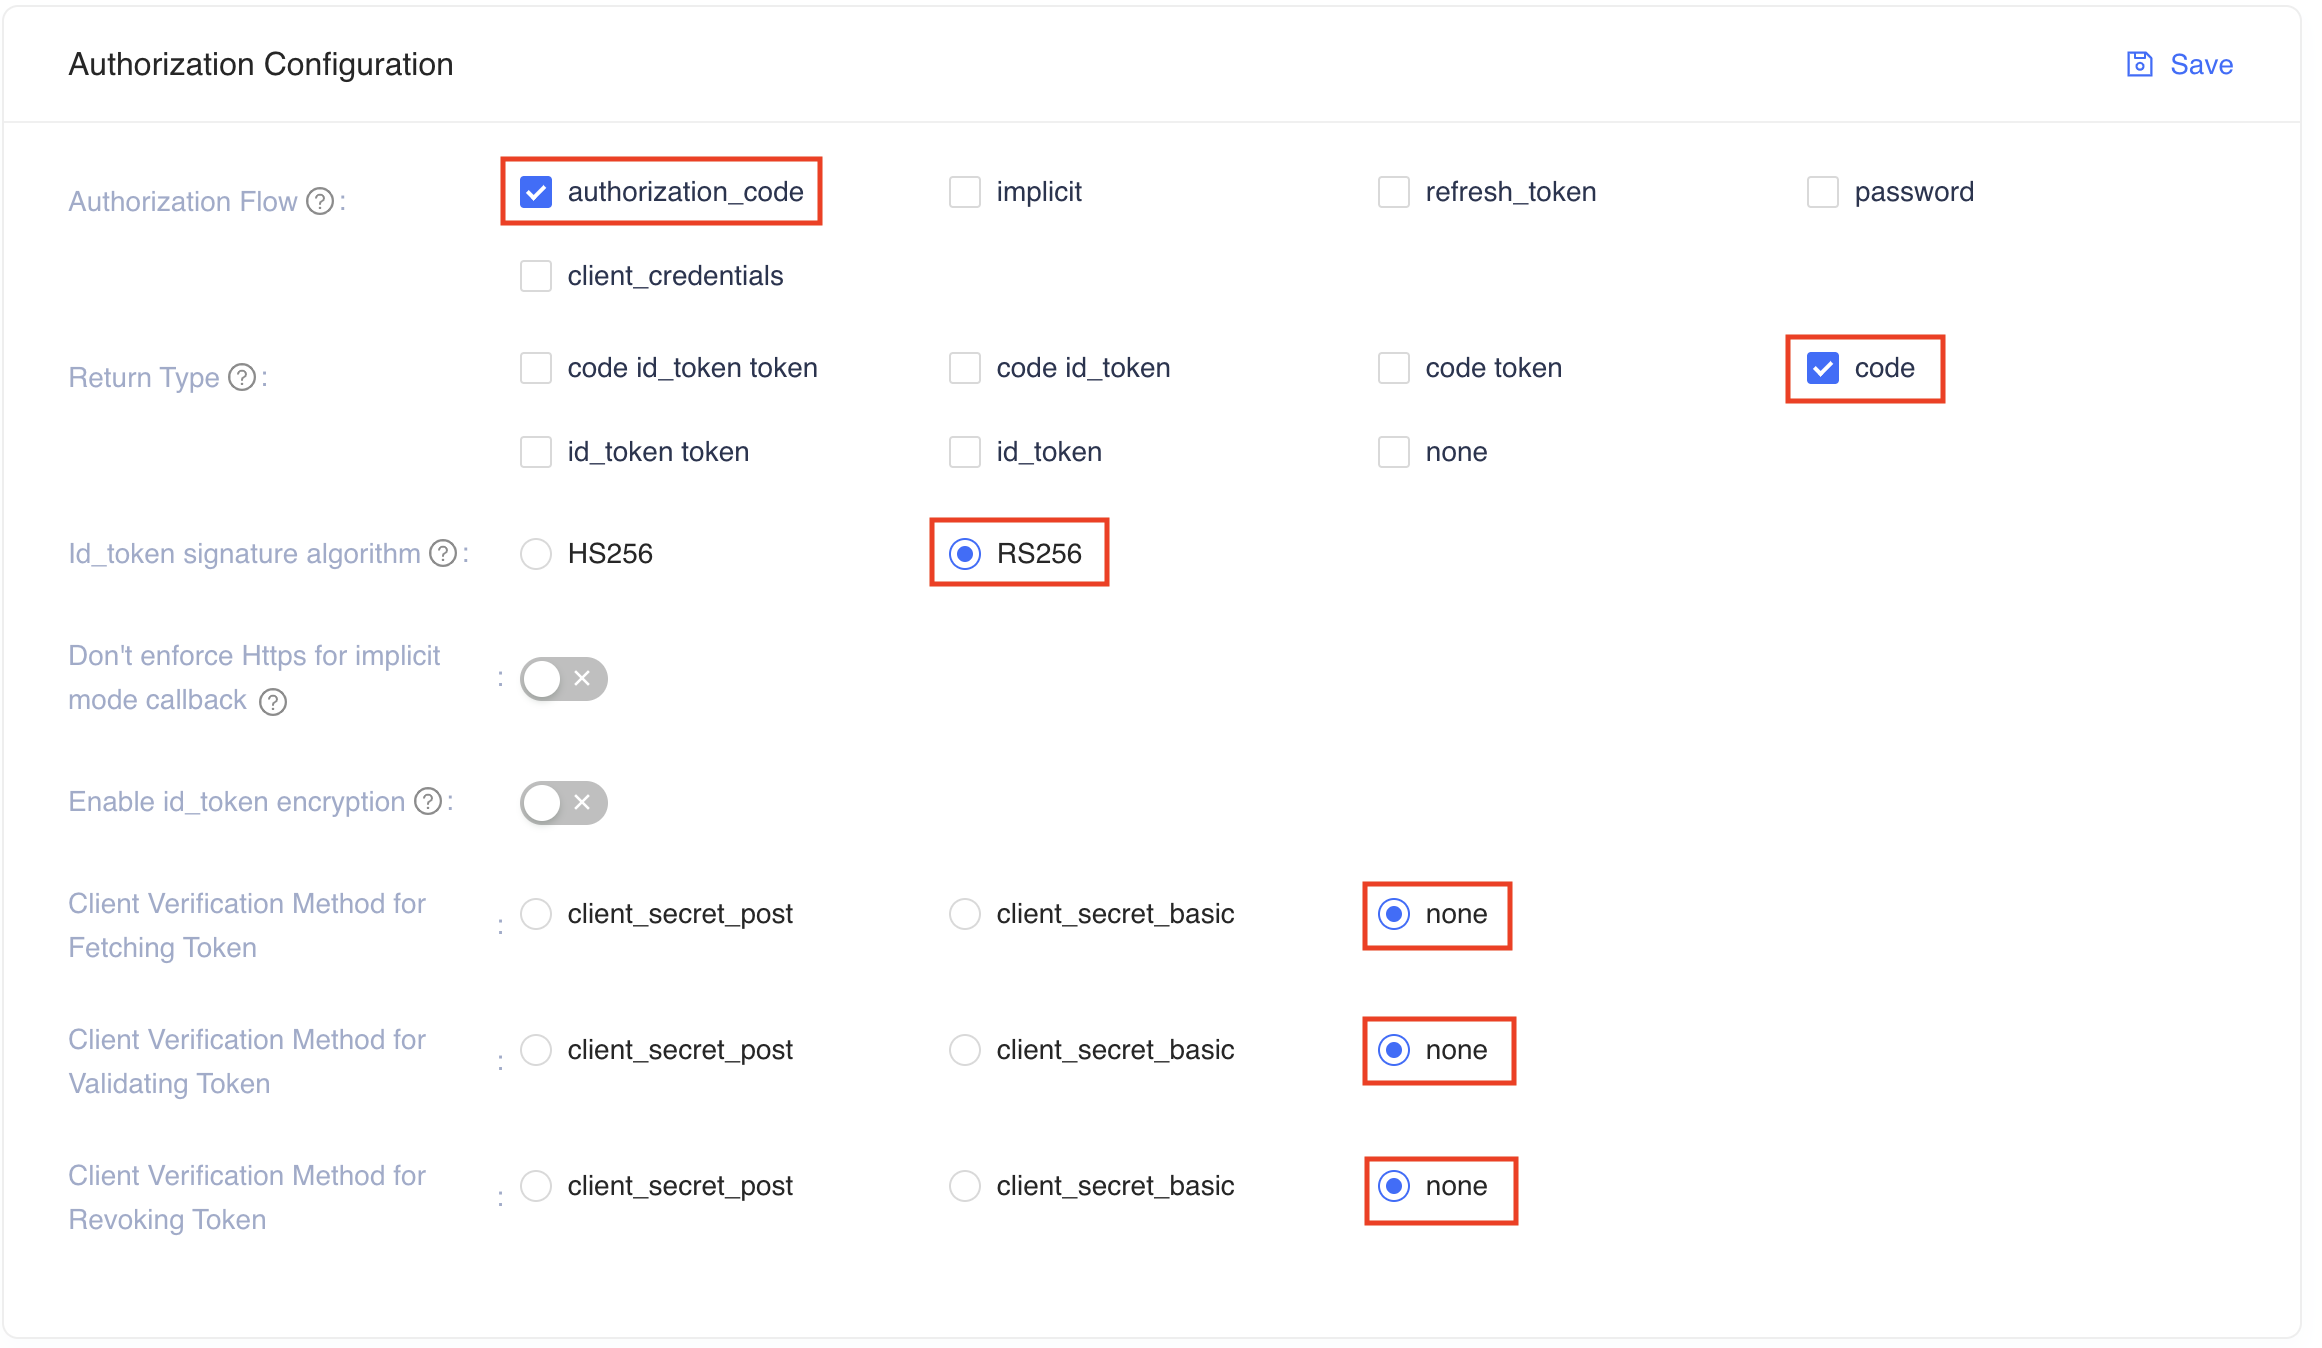 Authorization Configuration
Save
Authorization Flow ? :
authorization_code
implicit
refresh_token
password
client_credentials
Return Type ? :
code id_token token
code id_token
code token
code
id_token token
id_token
none
Id_token signature algorithm ? :
HS256
RS256
Don't enforce Https for implicit
mode callback ? :
Enable id_token encryption ? :
Client Verification Method for
Fetching Token :
client_secret_post
client_secret_basic
none
Client Verification Method for
Validating Token :
client_secret_post
client_secret_basic
none
Client Verification Method for
Revoking Token :
client_secret_post
client_secret_basic
none